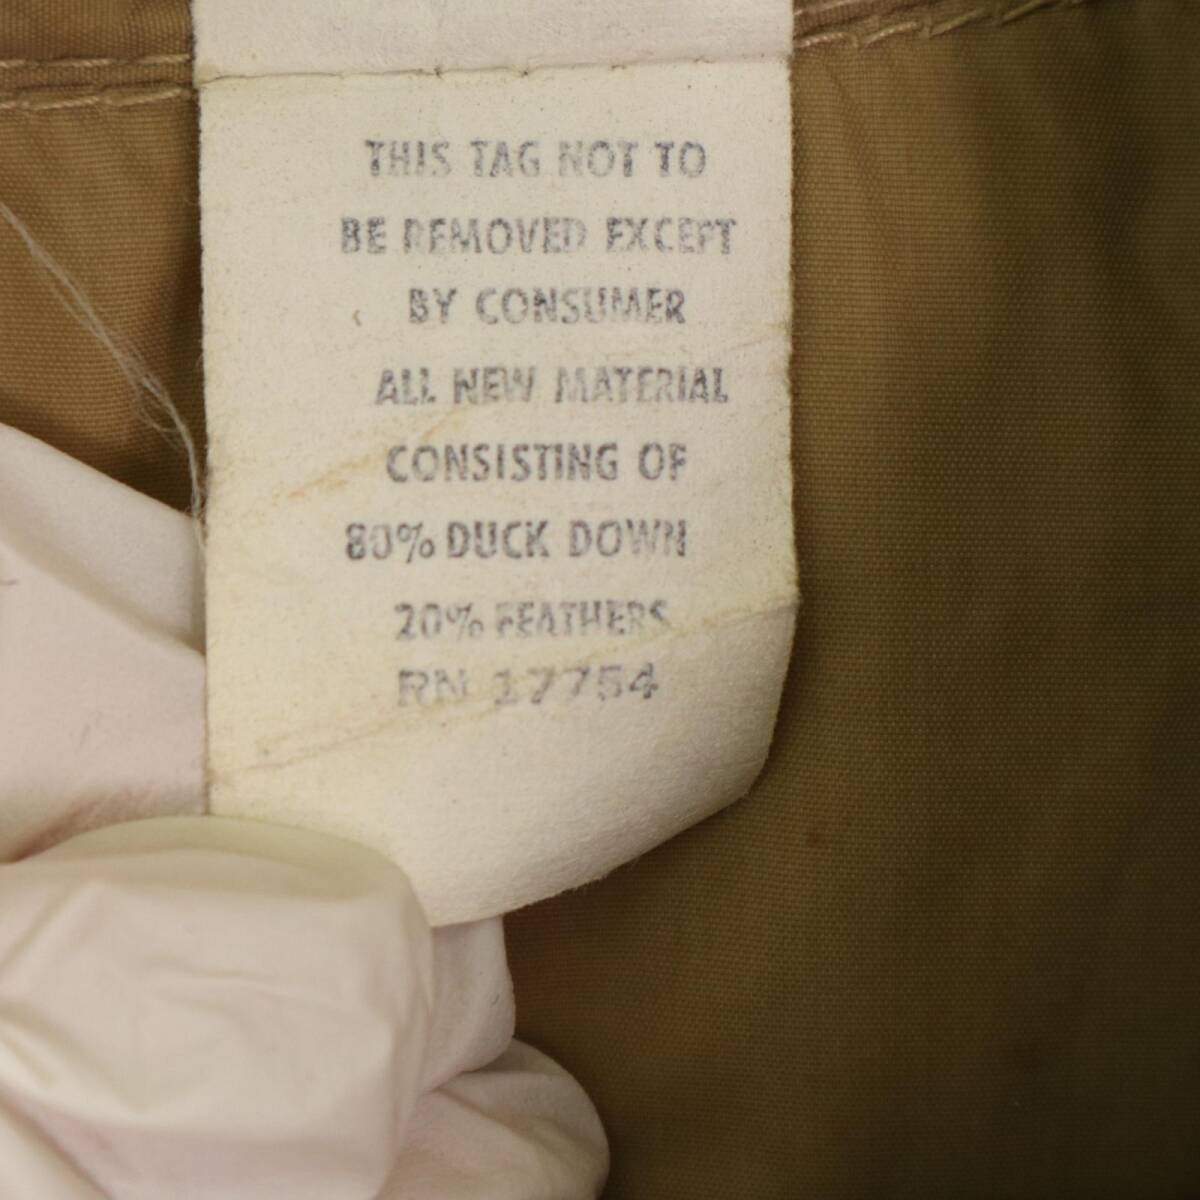 THIS TAG NOT TO
BE REMOVED EXCEPT
BY CONSUMER
ALL NEW MATERIAL
CONSISTING OF
80% DUCK DOWN
20% FEATHERS
RN 17754